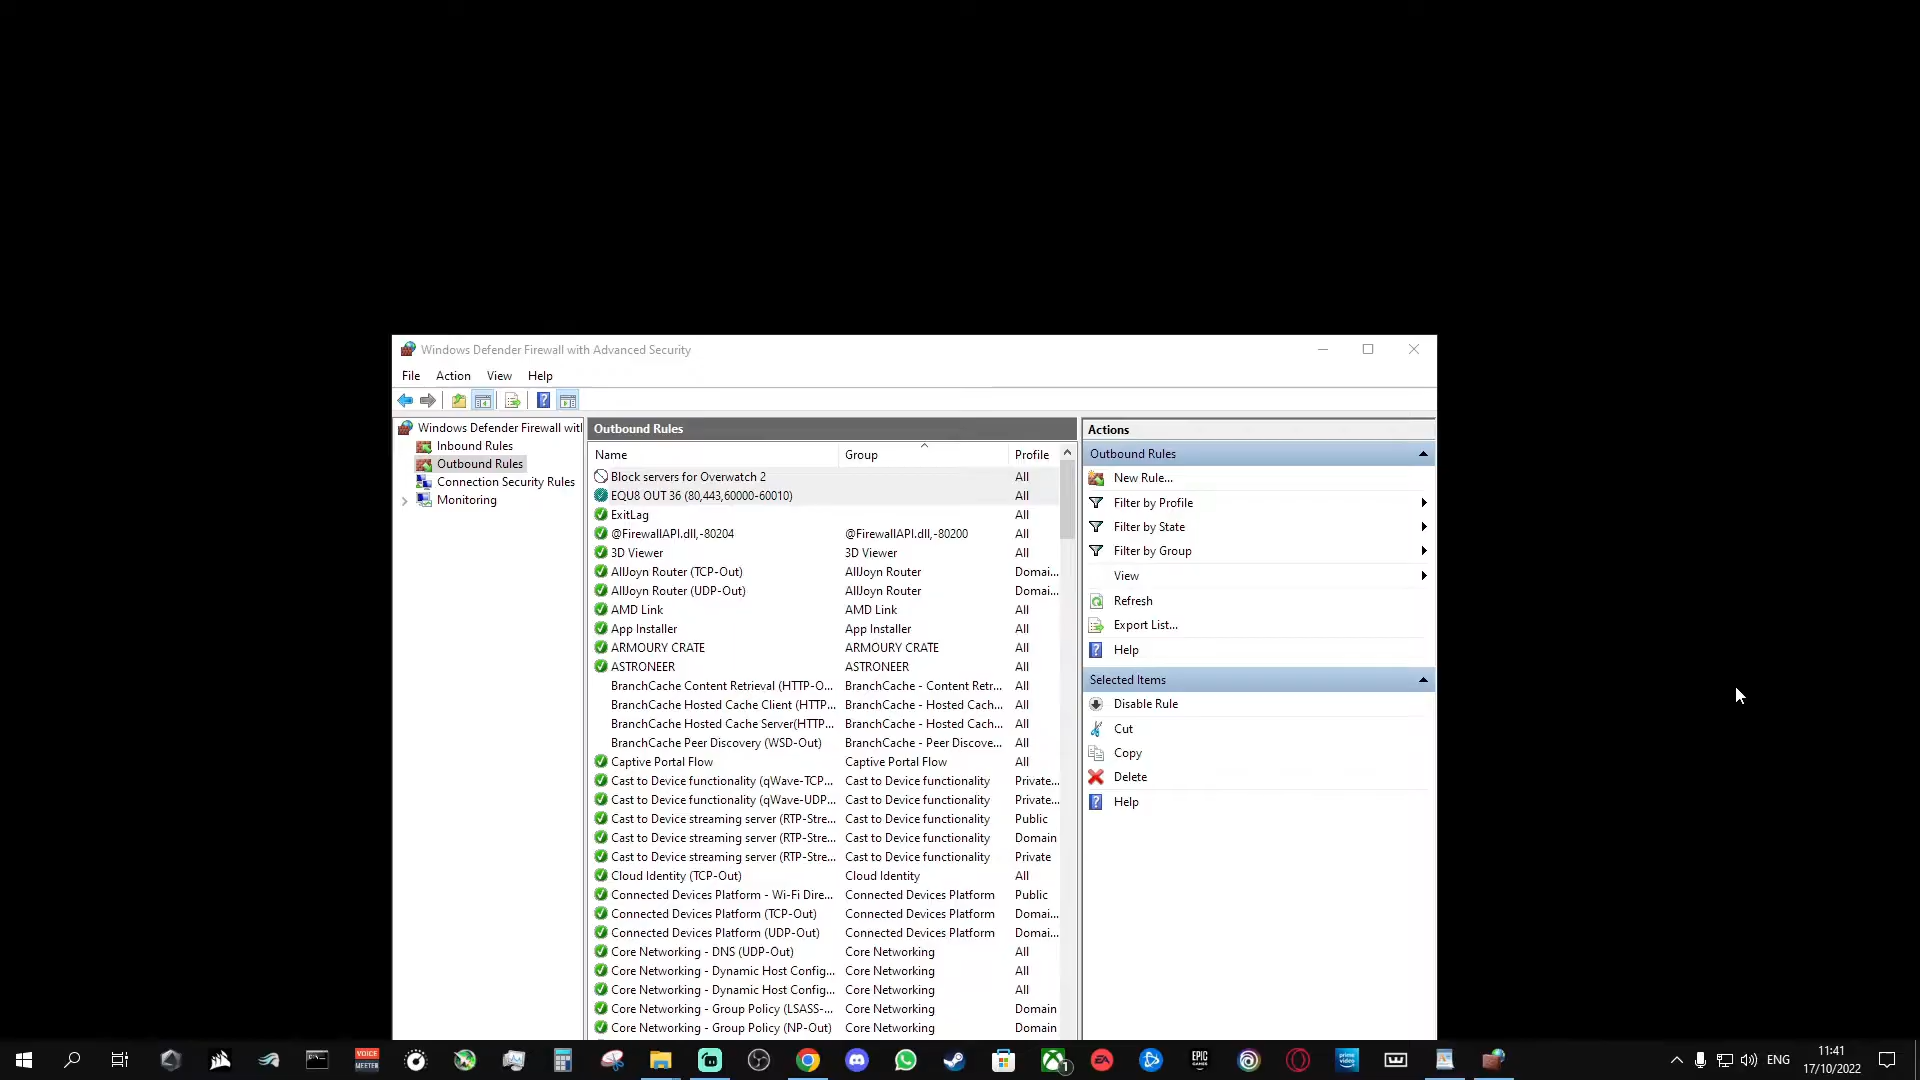 Windows Defender Firewall with Advanced Security
File Action View Help
Windows Defender Firewall wit
Inbound Rules
Outbound Rules
Connection Security Rules
Monitoring
Outbound Rules
Name Group Profile
Block servers for Overwatch 2 All
EQU8 OUT 36 (80,443,60000-60010) All
ExitLag All
@FirewallAPI.dll,-80204 @FirewallAPI.dll,-80200 All
3D Viewer 3D Viewer All
AllJoyn Router (TCP-Out) AllJoyn Router Domai...
AllJoyn Router (UDP-Out) AllJoyn Router Domai...
AMD Link AMD Link All
App Installer App Installer All
ARMOURY CRATE ARMOURY CRATE All
ASTRONEER ASTRONEER All
BranchCache Content Retrieval (HTTP-O... BranchCache - Content Retr... All
BranchCache Hosted Cache Client (HTTP... BranchCache - Hosted Cach... All
BranchCache Hosted Cache Server(HTTP... BranchCache - Hosted Cach... All
BranchCache Peer Discovery (WSD-Out) BranchCache - Peer Discove... All
Captive Portal Flow Captive Portal Flow All
Cast to Device functionality (qWave-TCP... Cast to Device functionality Private...
Cast to Device functionality (qWave-UDP... Cast to Device functionality Private...
Cast to Device streaming server (RTP-Stre... Cast to Device functionality Public
Cast to Device streaming server (RTP-Stre... Cast to Device functionality Domain
Cast to Device streaming server (RTP-Stre... Cast to Device functionality Private
Cloud Identity (TCP-Out) Cloud Identity All
Connected Devices Platform - Wi-Fi Dire... Connected Devices Platform Public
Connected Devices Platform (TCP-Out) Connected Devices Platform Domai...
Connected Devices Platform (UDP-Out) Connected Devices Platform Domai...
Core Networking - DNS (UDP-Out) Core Networking All
Core Networking - Dynamic Host Config... Core Networking All
Core Networking - Dynamic Host Config... Core Networking All
Core Networking - Group Policy (LSASS-... Core Networking Domain
Core Networking - Group Policy (NP-Out) Core Networking Domain
Actions
Outbound Rules
New Rule...
Filter by Profile
Filter by State
Filter by Group
View
Refresh
Export List...
Help
Selected Items
Disable Rule
Cut
Copy
Delete
Help
VOICE
MEETER
1
EA
EPIC
GAMES
prime
video
ENG
11:41
17/10/2022